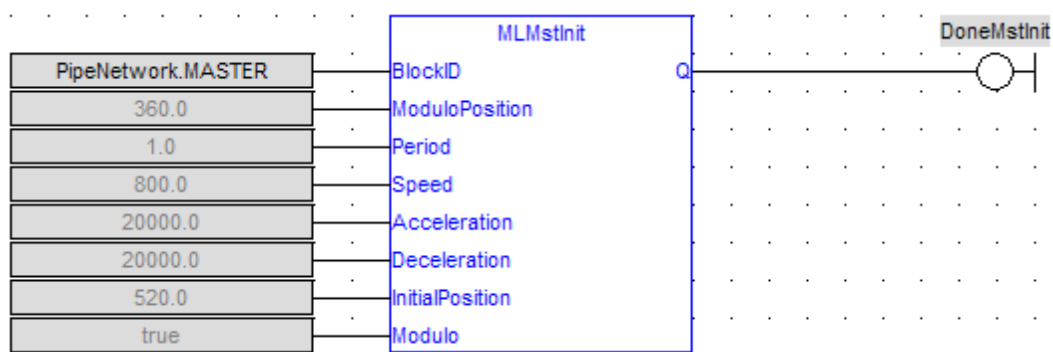 MLMstInit
DoneMstInit
PipeNetwork.MASTER BlockID Q
360.0 ModuloPosition
1.0 Period
800.0 Speed
20000.0 Acceleration
20000.0 Deceleration
520.0 InitialPosition
true Modulo